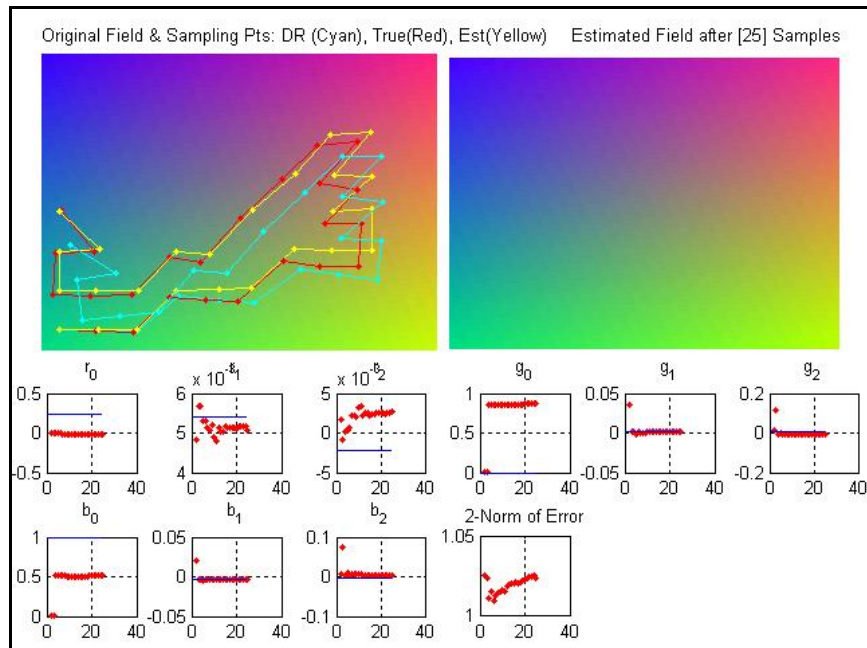 Original Field & Sampling Pts: DR (Cyan), True(Red), Est(Yellow)
Estimated Field after [25] Samples
r0
r1
r2
g0
g1
g2
0.5
0
-0.5
0 20 40
6
5
4
0 20 40
5
0
-5
0 20 40
1
0.5
0
0 20 40
0.05
0
-0.05
0 20 40
0.2
0
-0.2
0 20 40
b0
b1
b2
2-Norm of Error
1
0.5
0
0 20 40
0.05
0
-0.05
0 20 40
0.1
0
-0.1
0 20 40
1.05
1
0 20 40